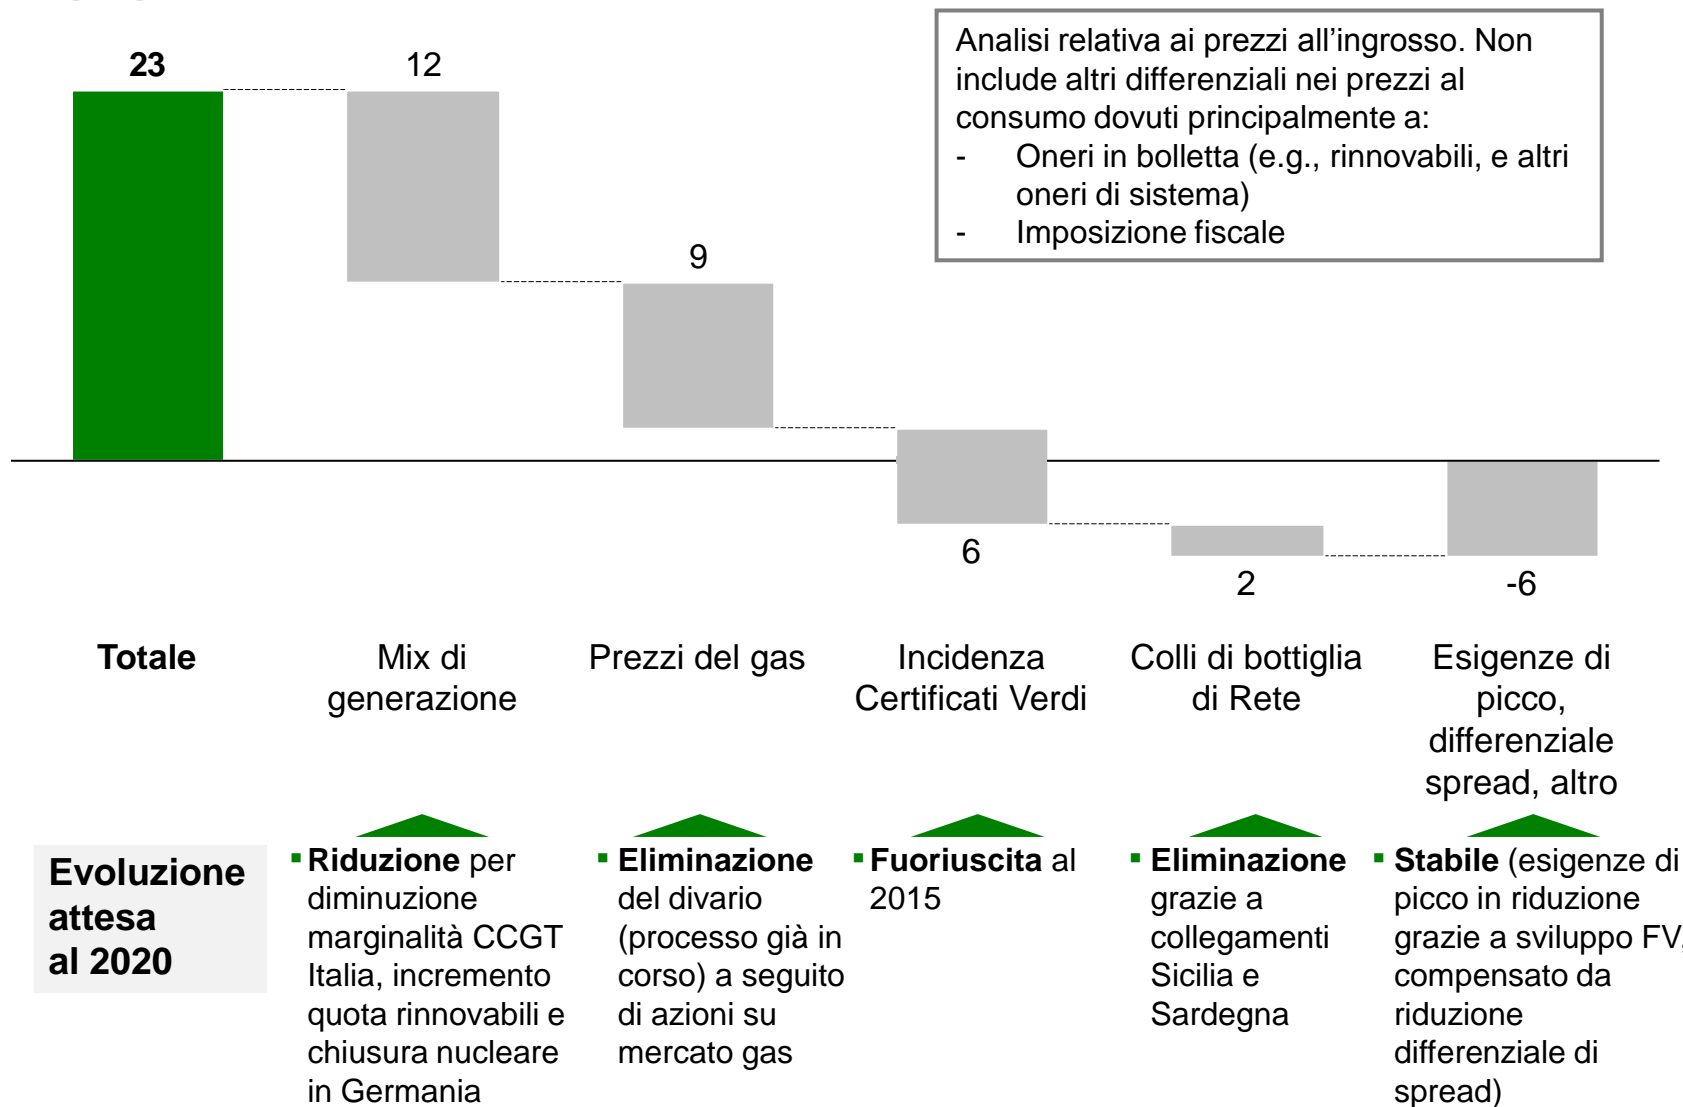 23
12
9
6
2
-6
Analisi relativa ai prezzi all’ingrosso. Non
include altri differenziali nei prezzi al
consumo dovuti principalmente a:
- Oneri in bolletta (e.g., rinnovabili, e altri
oneri di sistema)
- Imposizione fiscale
Totale
Mix di
generazione
Prezzi del gas
Incidenza
Certificati Verdi
Colli di bottiglia
di Rete
Esigenze di
picco,
differenziale
spread, altro
Evoluzione
attesa
al 2020
▪ Riduzione per
diminuzione
marginalità CCGT
Italia, incremento
quota rinnovabili e
chiusura nucleare
in Germania
▪ Eliminazione
del divario
(processo già in
corso) a seguito
di azioni su
mercato gas
▪ Fuoriuscita al
2015
▪ Eliminazione
grazie a
collegamenti
Sicilia e
Sardegna
▪ Stabile (esigenze di
picco in riduzione
grazie a sviluppo FV,
compensato da
riduzione
differenziale di
spread)